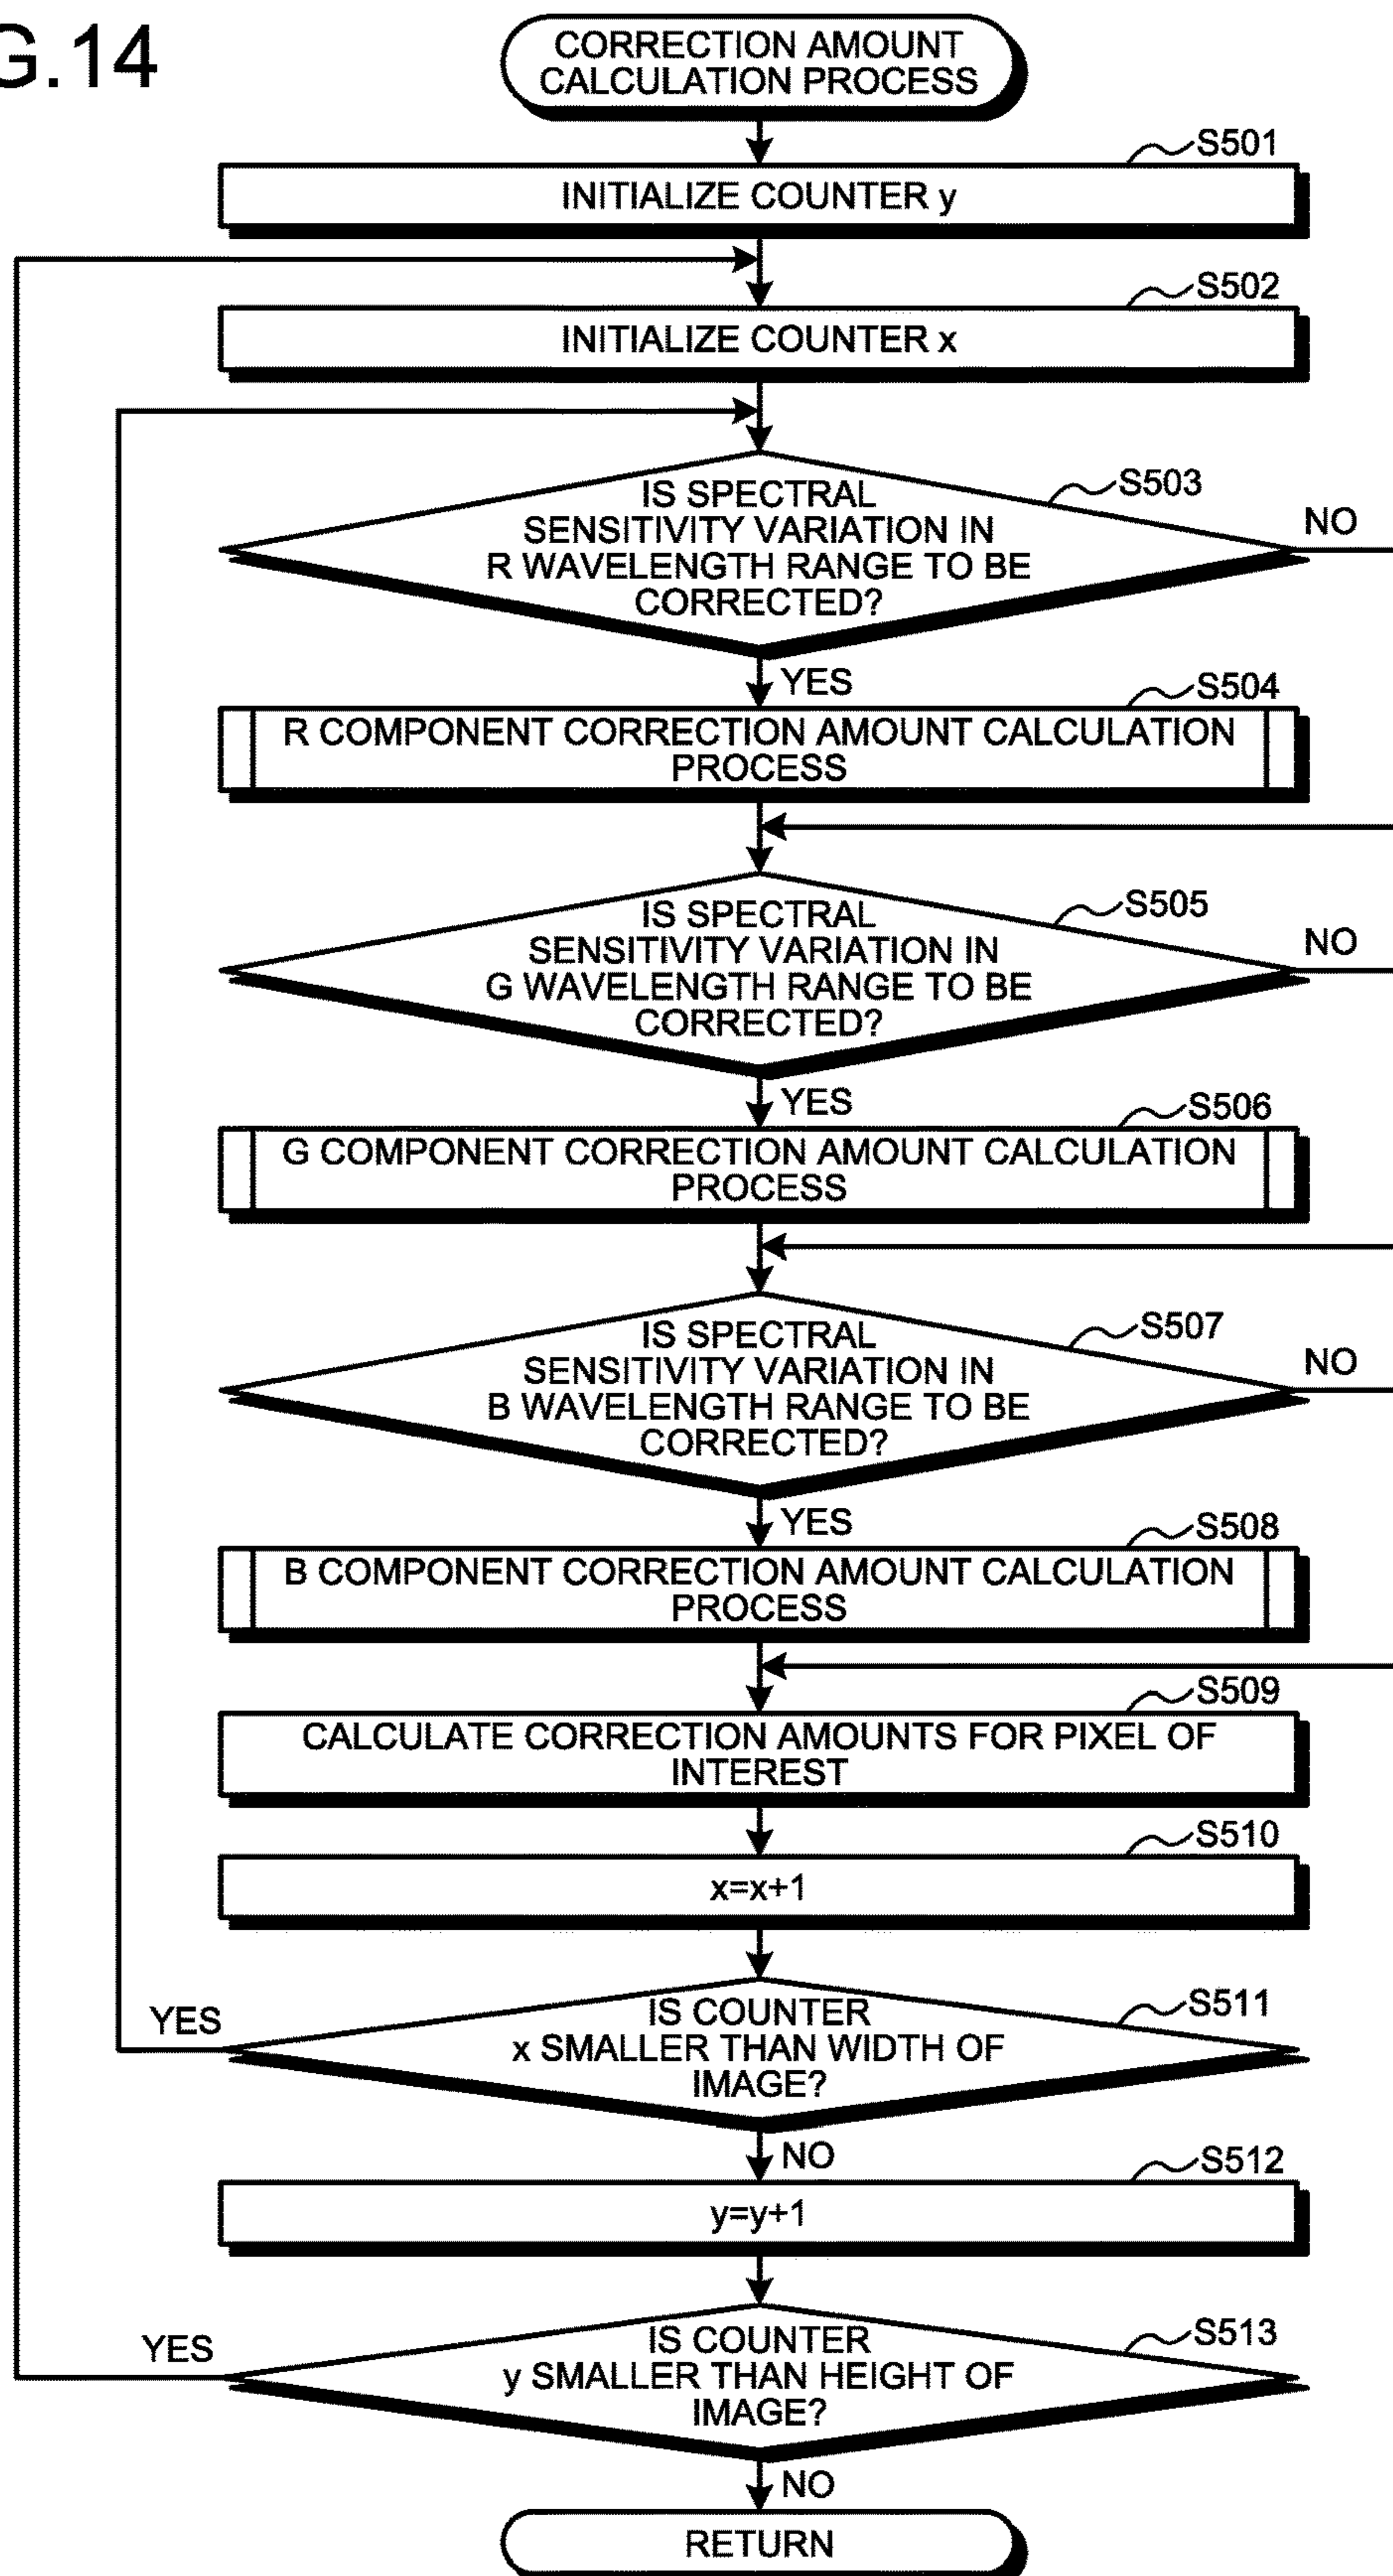 G.14
CORRECTION AMOUNT
CALCULATION PROCESS
S501
INITIALIZE COUNTER y
S502
INITIALIZE COUNTER x
S503
IS SPECTRAL
SENSITIVITY VARIATION IN
R WAVELENGTH RANGE TO BE
CORRECTED?
NO
YES
S504
R COMPONENT CORRECTION AMOUNT CALCULATION
PROCESS
S505
IS SPECTRAL
SENSITIVITY VARIATION IN
G WAVELENGTH RANGE TO BE
CORRECTED?
NO
YES
S506
G COMPONENT CORRECTION AMOUNT CALCULATION
PROCESS
S507
IS SPECTRAL
SENSITIVITY VARIATION IN
B WAVELENGTH RANGE TO BE
CORRECTED?
NO
YES
S508
B COMPONENT CORRECTION AMOUNT CALCULATION
PROCESS
S509
CALCULATE CORRECTION AMOUNTS FOR PIXEL OF
INTEREST
S510
x=x+1
S511
IS COUNTER
x SMALLER THAN WIDTH OF
IMAGE?
YES
NO
S512
y=y+1
S513
IS COUNTER
y SMALLER THAN HEIGHT OF
IMAGE?
YES
NO
RETURN